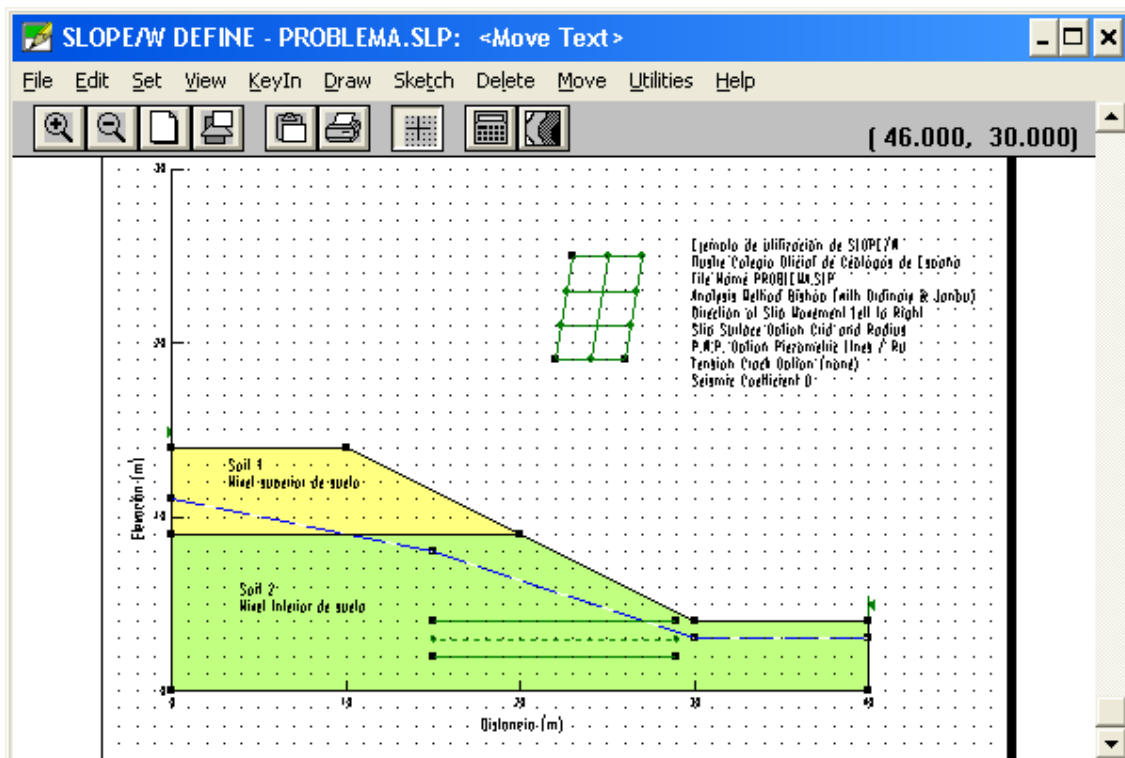 SLOPE/W DEFINE - PROBLEMA.SLP: <Move Text>
File Edit Set View KeyIn Draw Sketch Delete Move Utilities Help
( 46.000, 30.000)
30
Ejemplo de utilización de SLOPE/W
Ilustre Colegio Oficial de Geólogos de España
File Name PROBLEMA.SLP
Analysis Method Bishop (with Ordinary & Janbu)
Direction of Slip Movement Left to Right
Slip Surface Option Grid and Radius
P.W.P. Option Piezometric Lines / Ru
Tension Crack Option (none)
Seismic Coefficient 0
20
Soil 1
Nivel superior de suelo
Elevación (m)
10
Soil 2
Nivel inferior de suelo
0
0 10 20 30 40
Distancia (m)